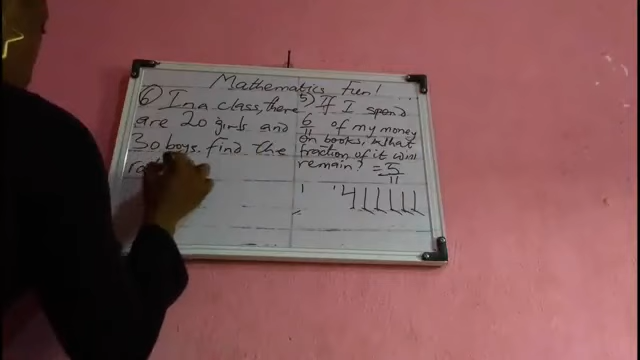 Mathematics Fun!
6) In a class, there
are 20 girls and
30 boys. find the
5) If I spend
6/11 of my money
on books, what
fraction of it will
remain? = 5/11